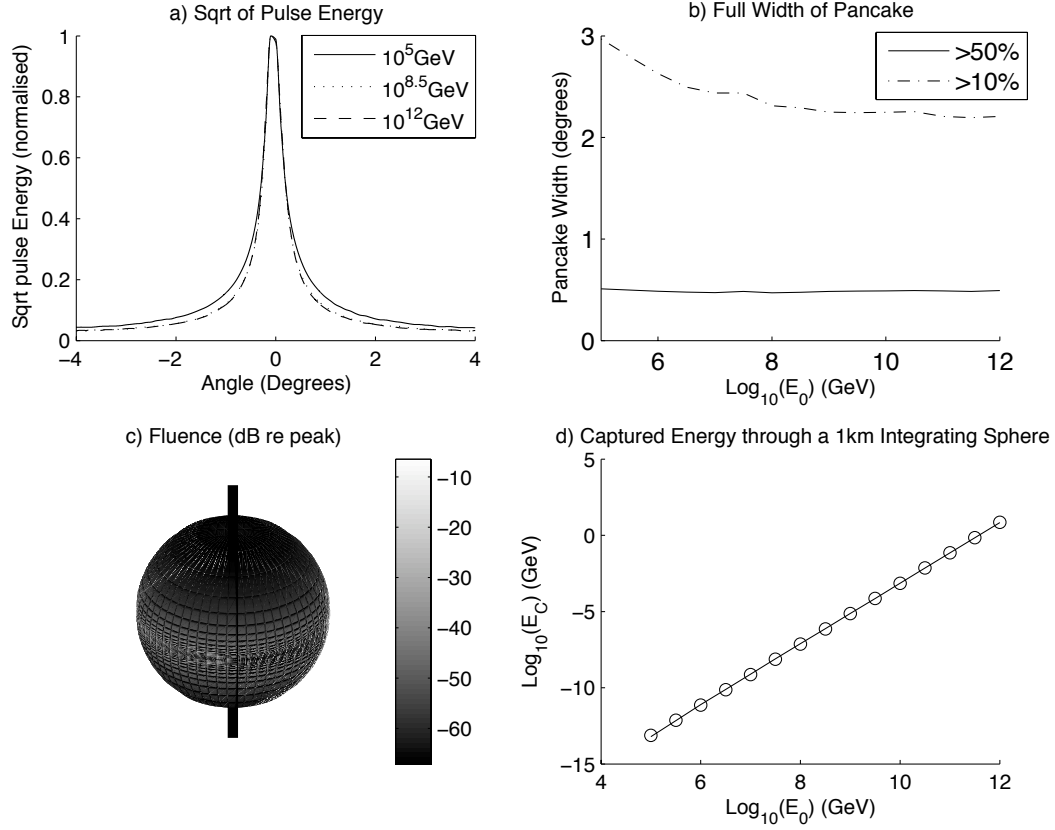 a) Sqrt of Pulse Energy
Sqrt pulse Energy (normalised)
1
0.8
0.6
0.4
0.2
0
−4
−2
0
2
4
Angle (Degrees)
10^5GeV
10^8.5GeV
10^12GeV
b) Full Width of Pancake
Pancake Width (degrees)
3
2
1
0
6
8
10
12
Log10(E0) (GeV)
>50%
>10%
c) Fluence (dB re peak)
−10
−20
−30
−40
−50
−60
d) Captured Energy through a 1km Integrating Sphere
Log10(EC) (GeV)
5
0
−5
−10
−15
4
6
8
10
12
Log10(E0) (GeV)